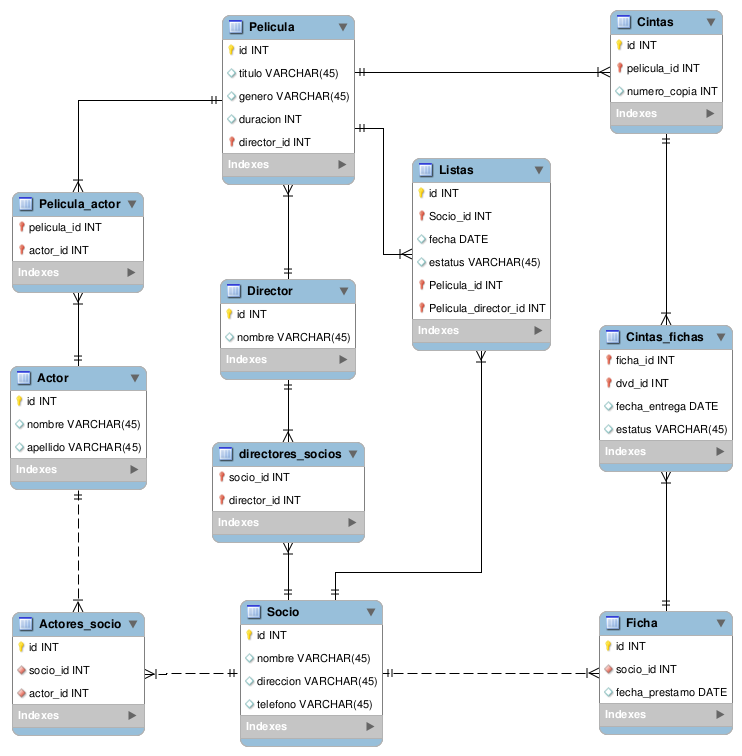 Pelicula
id INT
titulo VARCHAR(45)
genero VARCHAR(45)
duracion INT
director_id INT
Indexes
Cintas
id INT
pelicula_id INT
numero_copia INT
Indexes
Listas
id INT
Socio_id INT
fecha DATE
estatus VARCHAR(45)
Pelicula_id INT
Pelicula_director_id INT
Indexes
Pelicula_actor
pelicula_id INT
actor_id INT
Indexes
Director
id INT
nombre VARCHAR(45)
Indexes
Cintas_fichas
ficha_id INT
dvd_id INT
fecha_entrega DATE
estatus VARCHAR(45)
Indexes
Actor
id INT
nombre VARCHAR(45)
apellido VARCHAR(45)
Indexes
directores_socios
socio_id INT
director_id INT
Indexes
Actores_socio
id INT
socio_id INT
actor_id INT
Indexes
Socio
id INT
nombre VARCHAR(45)
direccion VARCHAR(45)
telefono VARCHAR(45)
Indexes
Ficha
id INT
socio_id INT
fecha_prestamo DATE
Indexes